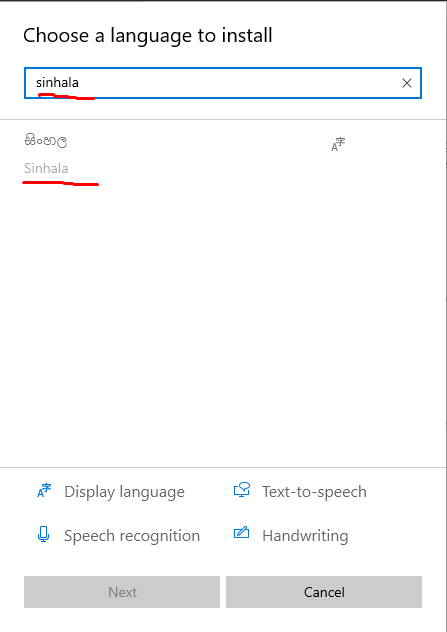 Choose a language to install
sinhala
සිංහල
Sinhala
Display language
Text-to-speech
Speech recognition
Handwriting
Next
Cancel